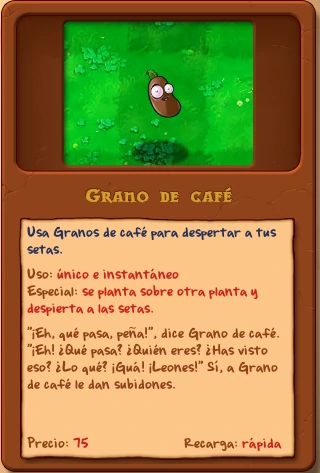 Grano de café
Usa Granos de café para despertar a tus
setas.
Uso: único e instantáneo
Especial: se planta sobre otra planta y
despierta a las setas.
"¡Eh, qué pasa, peña!", dice Grano de café.
"¡Eh! ¿Qué pasa? ¿Quién eres? ¿Has visto
eso? ¿Lo qué? ¡Guá! ¡Leones!" Sí, a Grano
de café le dan subidones.
Precio: 75 Recarga: rápida